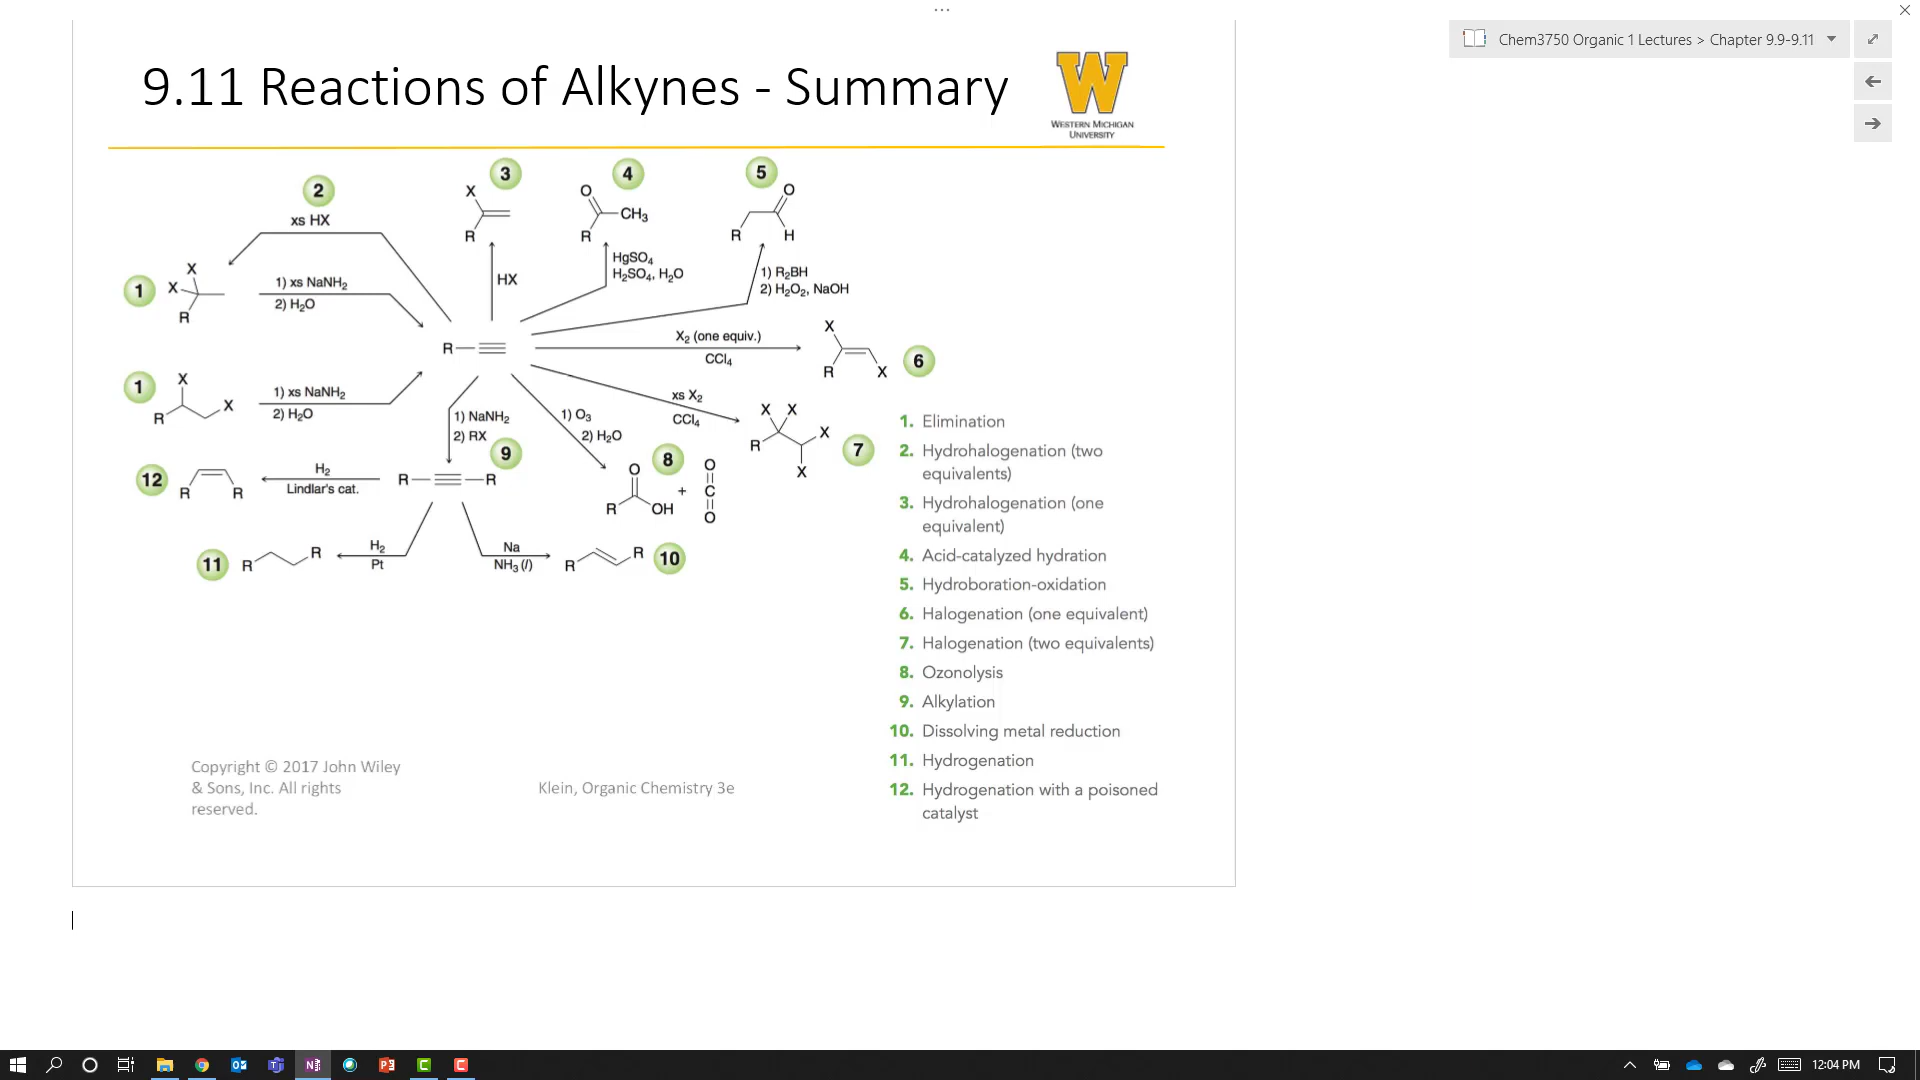 ...
Chem3750 Organic 1 Lectures > Chapter 9.9-9.11
9.11 Reactions of Alkynes - Summary
W
WESTERN MICHIGAN
UNIVERSITY
2
xs HX
3
X
R
HX
4
O
CH₃
R
HgSO₄
H₂SO₄, H₂O
5
O
R
H
1) R₂BH
2) H₂O₂, NaOH
1
X
X
R
1) xs NaNH₂
2) H₂O
R
X₂ (one equiv.)
CCl₄
X
R
X
6
1
X
R
X
1) xs NaNH₂
2) H₂O
xs X₂
CCl₄
X X
R
X
X
7
1) NaNH₂
2) RX
9
1) O₃
2) H₂O
8
O
R
OH
+
O
C
O
12
R
R
H₂
Lindlar's cat.
R
R
11
R
R
H₂
Pt
Na
NH₃ (l)
R
R
10
1. Elimination
2. Hydrohalogenation (two
equivalents)
3. Hydrohalogenation (one
equivalent)
4. Acid-catalyzed hydration
5. Hydroboration-oxidation
6. Halogenation (one equivalent)
7. Halogenation (two equivalents)
8. Ozonolysis
9. Alkylation
10. Dissolving metal reduction
11. Hydrogenation
12. Hydrogenation with a poisoned
catalyst
Copyright © 2017 John Wiley
& Sons, Inc. All rights
reserved.
Klein, Organic Chemistry 3e
12:04 PM